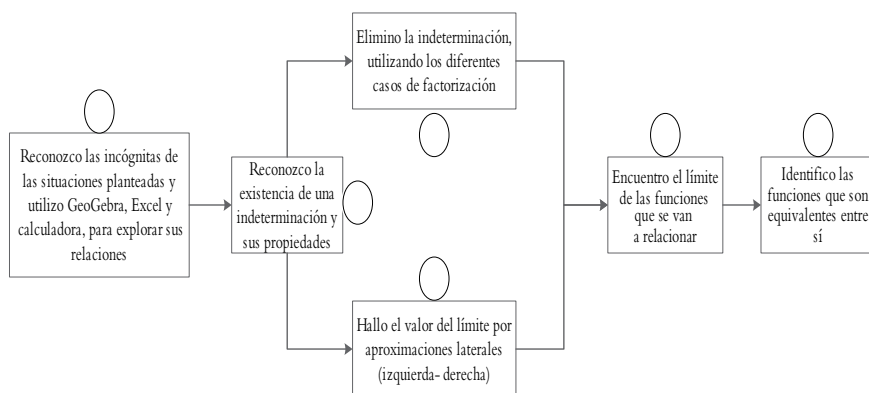 Elimino la indeterminación,
utilizando los diferentes
casos de factorización
Reconozco las incógnitas de
las situaciones planteadas y
utilizo GeoGebra, Excel y
calculadora, para explorar sus
relaciones
Reconozco la
existencia de una
indeterminación y
sus propiedades
Hallo el valor del límite por
aproximaciones laterales
(izquierda- derecha)
Encuentro el límite
de las funciones
que se van
a relacionar
Identifico las
funciones que son
equivalentes entre
sí